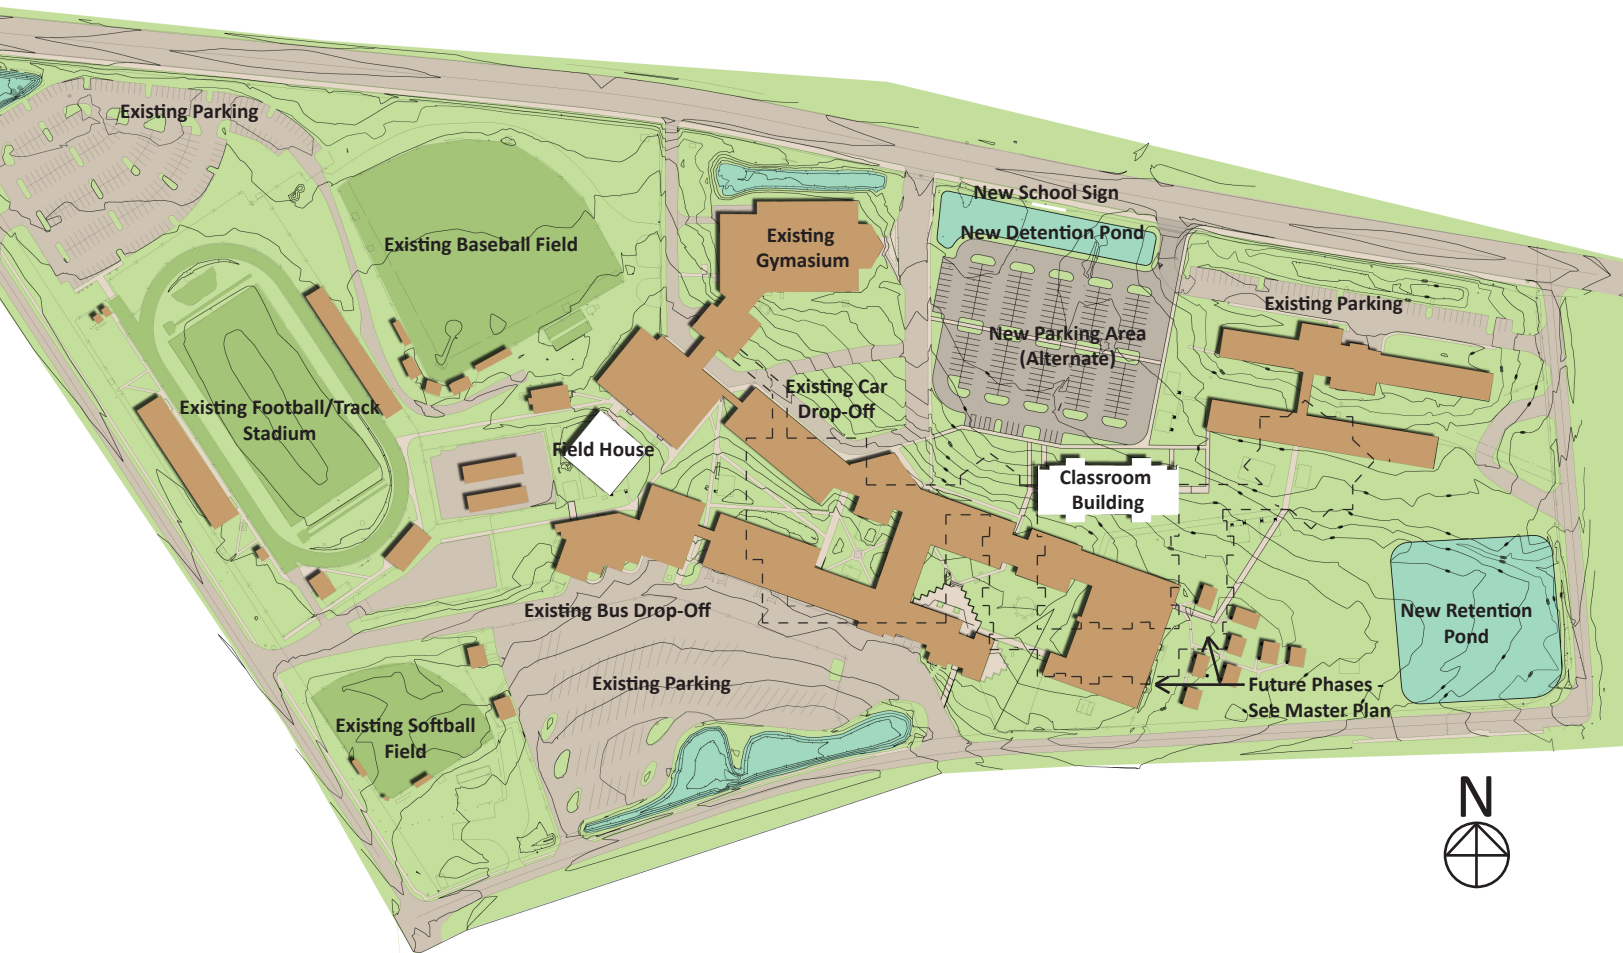 Existing Parking
New School Sign
New Detention Pond
Existing Baseball Field
Existing
Gymasium
Existing Parking
New Parking Area
(Alternate)
Existing Car
Drop-Off
Existing Football/Track
Stadium
Field House
Classroom
Building
Existing Bus Drop-Off
New Retention
Pond
Existing Parking
Future Phases -
See Master Plan
Existing Softball
Field
N